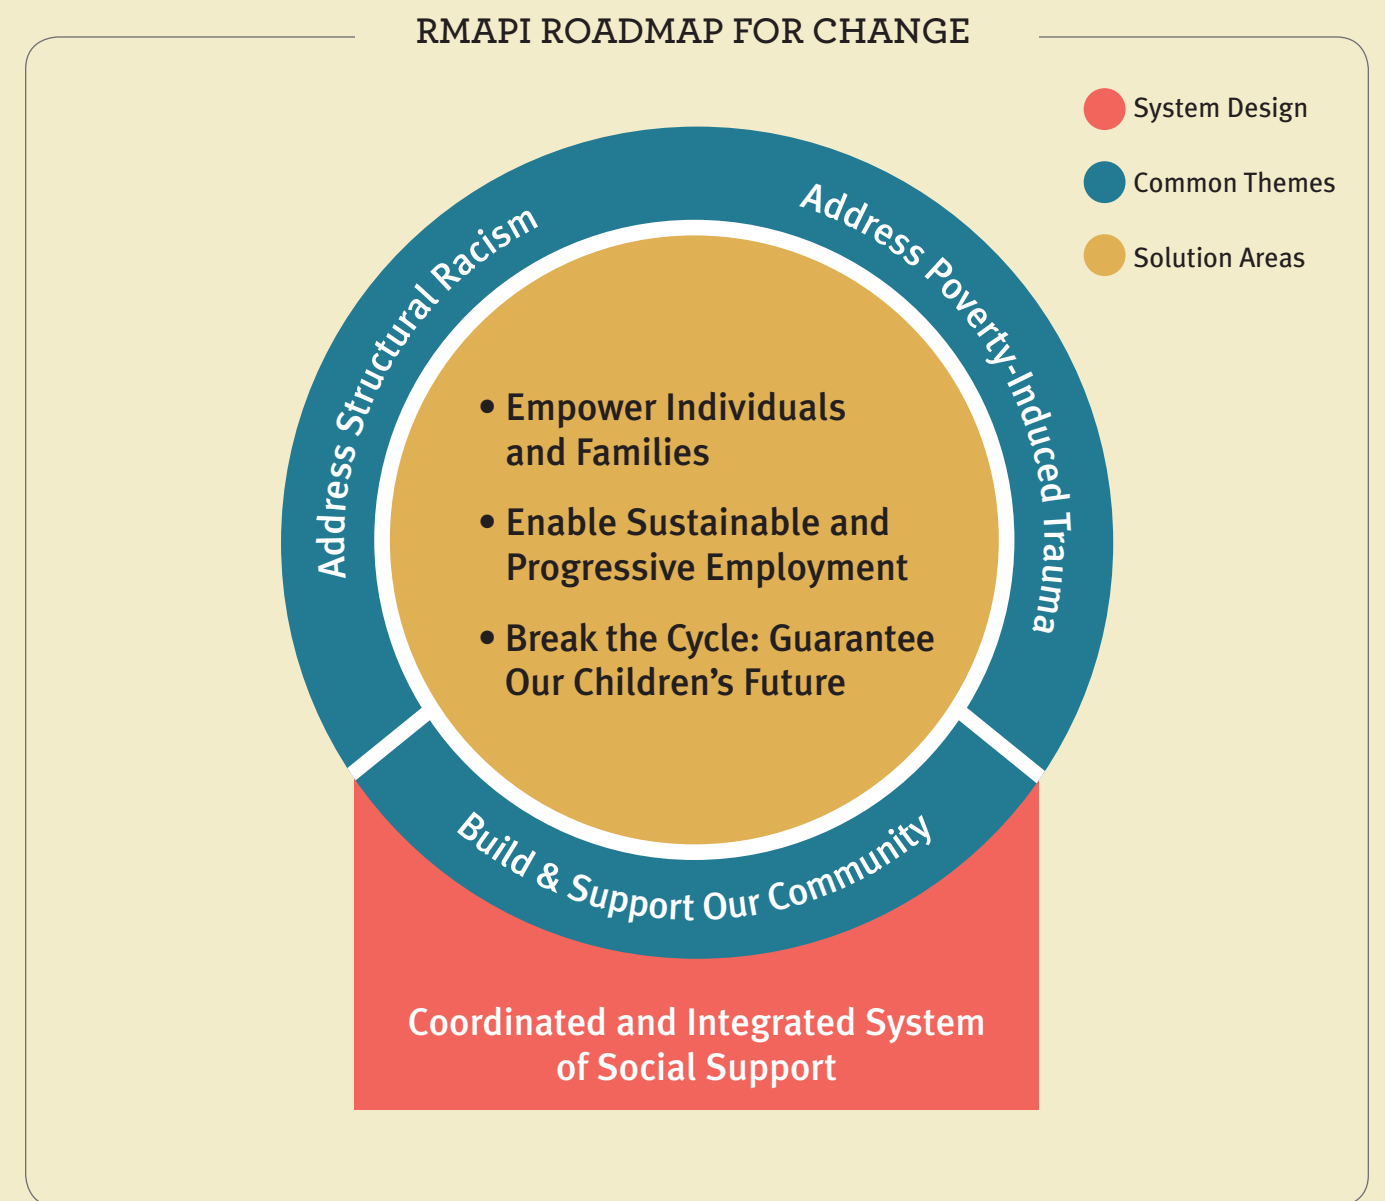 RMAPI ROADMAP FOR CHANGE
System Design
Common Themes
Solution Areas
Address Structural Racism
Address Poverty-Induced Trauma
• Empower Individuals
and Families
• Enable Sustainable and
Progressive Employment
• Break the Cycle: Guarantee
Our Children’s Future
Build & Support Our Community
Coordinated and Integrated System
of Social Support